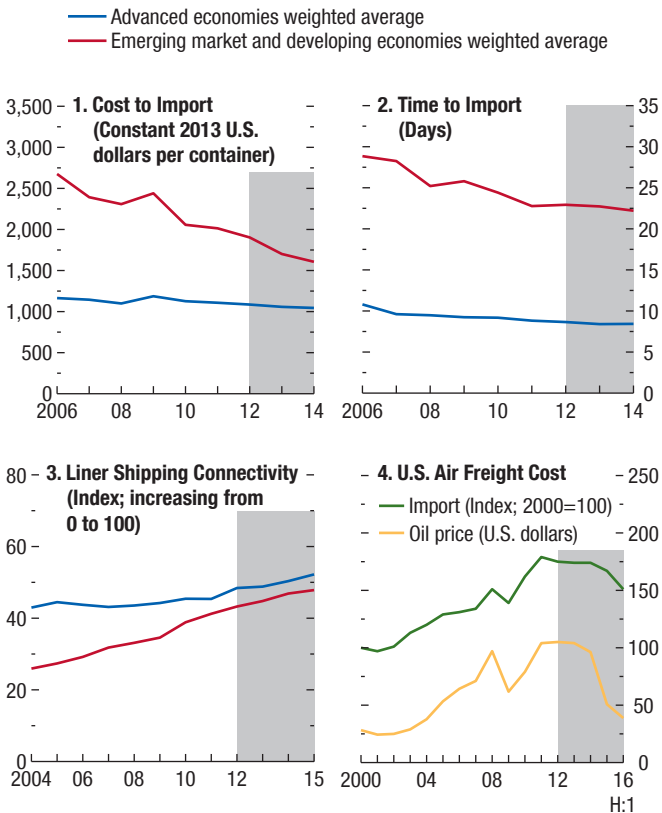 Advanced economies weighted average
Emerging market and developing economies weighted average
1. Cost to Import
(Constant 2013 U.S.
dollars per container)
3,500
3,000
2,500
2,000
1,500
1,000
500
0
2006 08 10 12 14
2. Time to Import
(Days)
35
30
25
20
15
10
5
0
2006 08 10 12 14
3. Liner Shipping Connectivity
(Index; increasing from
0 to 100)
80
60
40
20
0
2004 06 08 10 12 15
4. U.S. Air Freight Cost
Import (Index; 2000=100)
Oil price (U.S. dollars)
250
200
150
100
50
0
2000 04 08 12 16
H:1